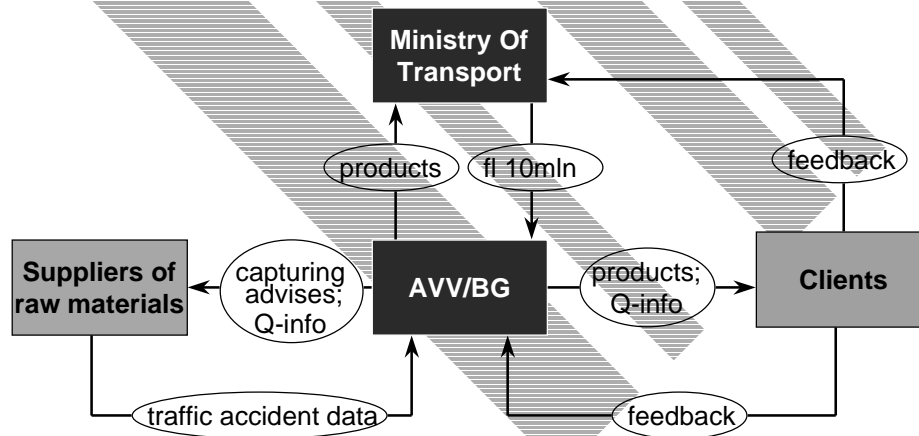 Ministry Of
Transport
products
fl 10mln
feedback
Suppliers of
raw materials
capturing
advises;
Q-info
AVV/BG
products;
Q-info
Clients
traffic accident data
feedback